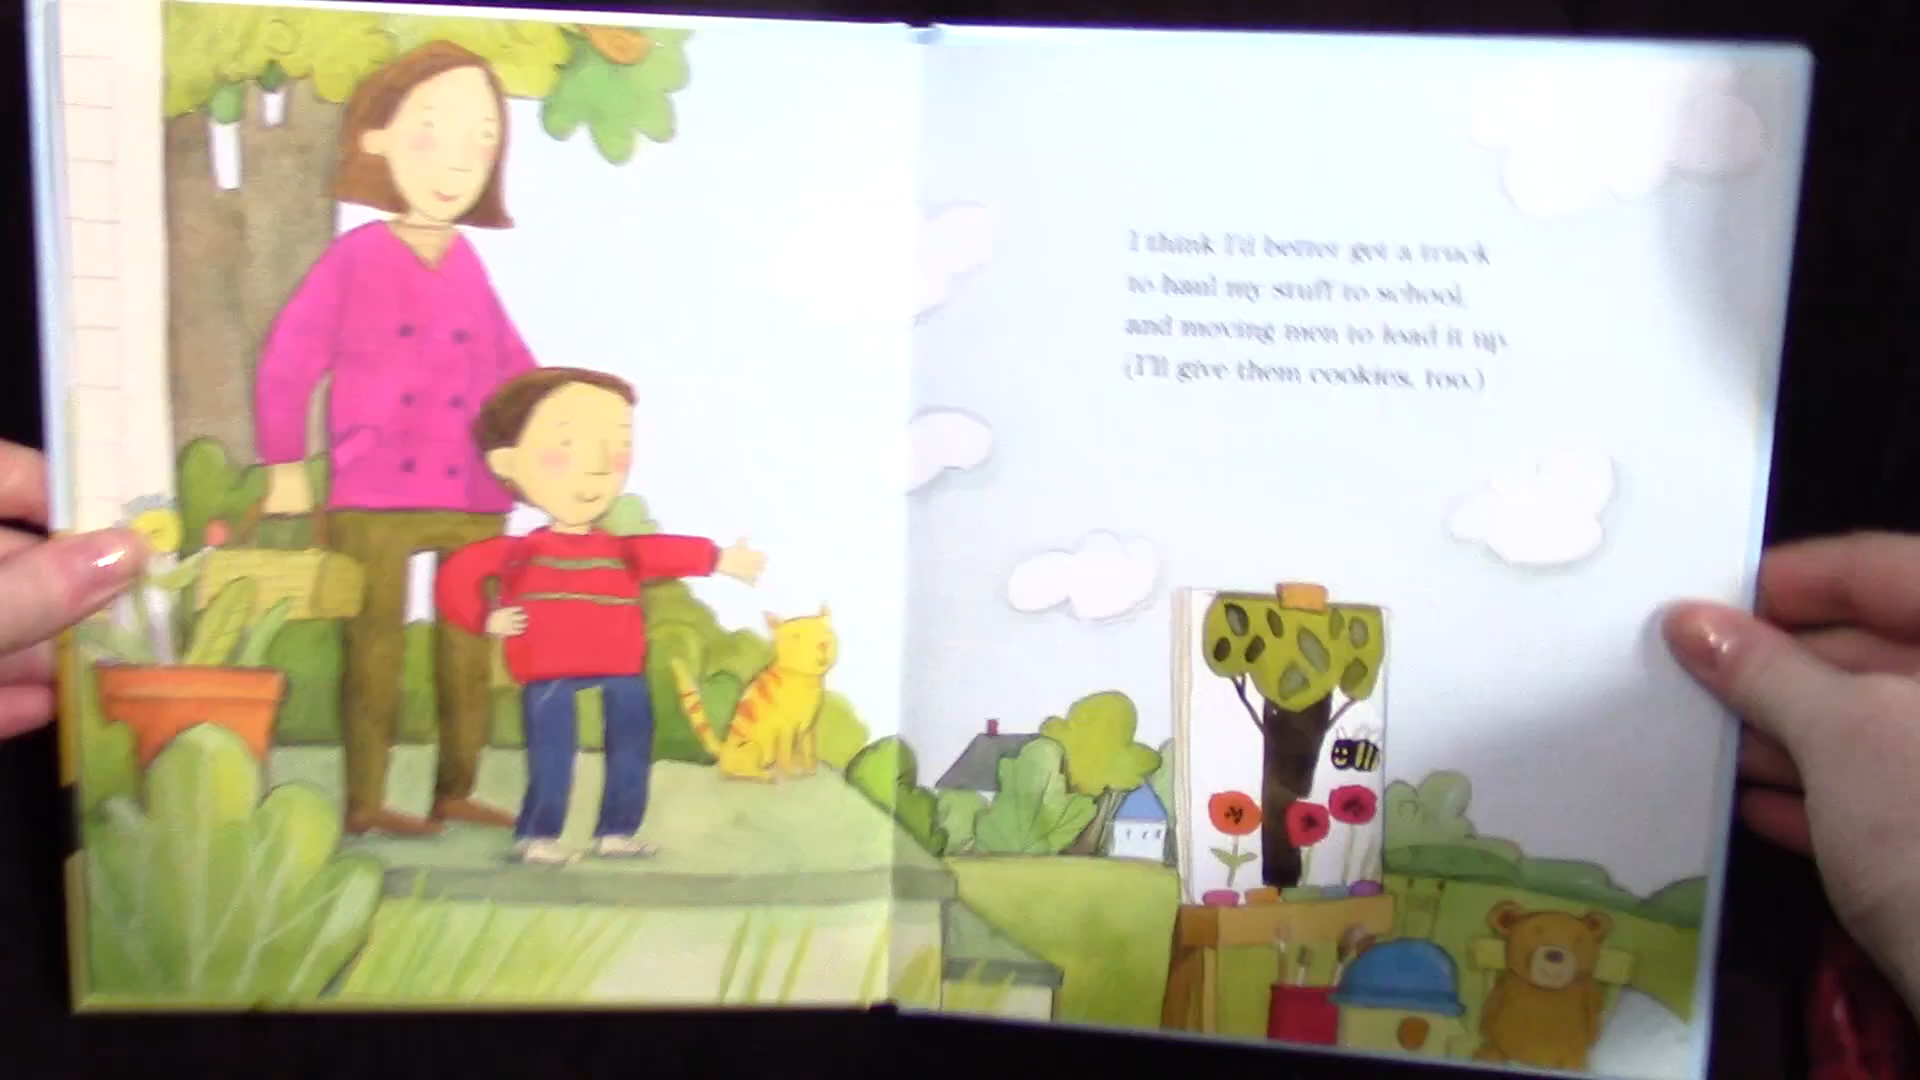 I think I'd better get a truck
to haul my stuff to school,
and moving men to load it up.
(I'll give them cookies, too.)